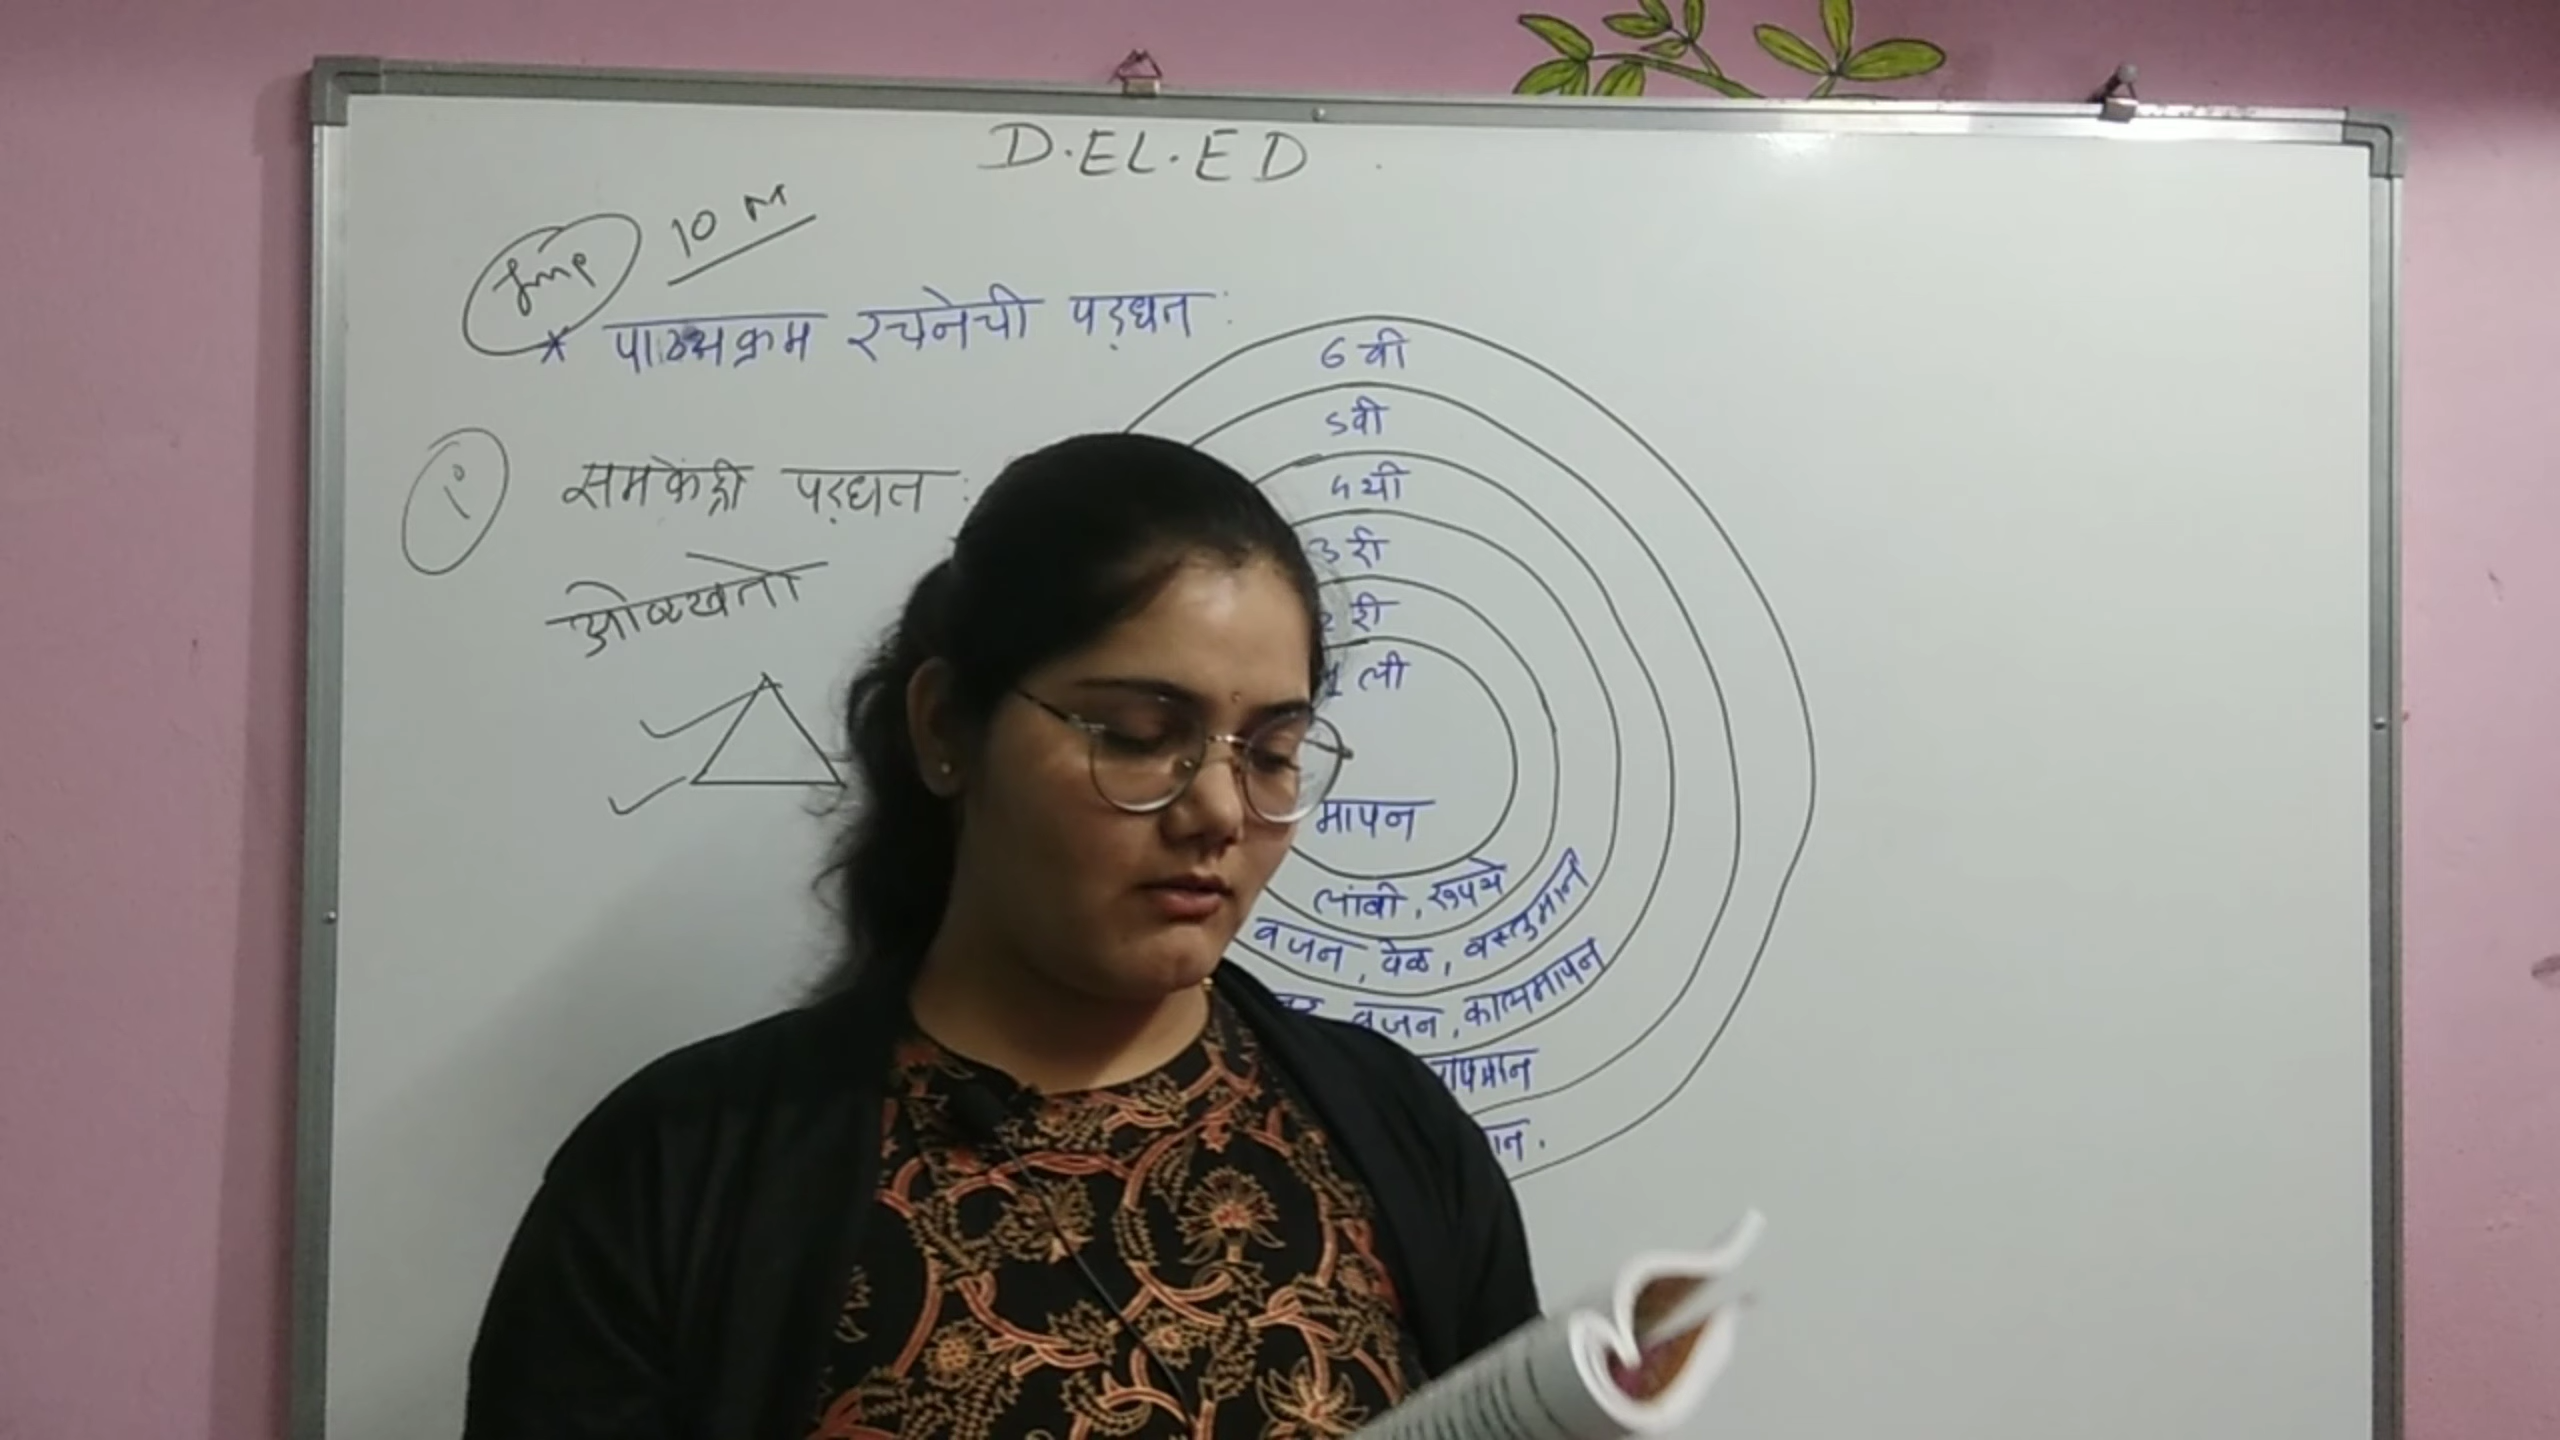 D.EL.ED
Imp 10 M
* पाठ्यक्रम रचनेची पद्धत :
1 समकेंद्री पद्धत :
ओळखतो
6 वी
5 वी
4 थी
3 री
2 री
1 ली
मापन
लांबी, रुपये
वजन, वेळ, वस्तुमान
वजन, कालमापन